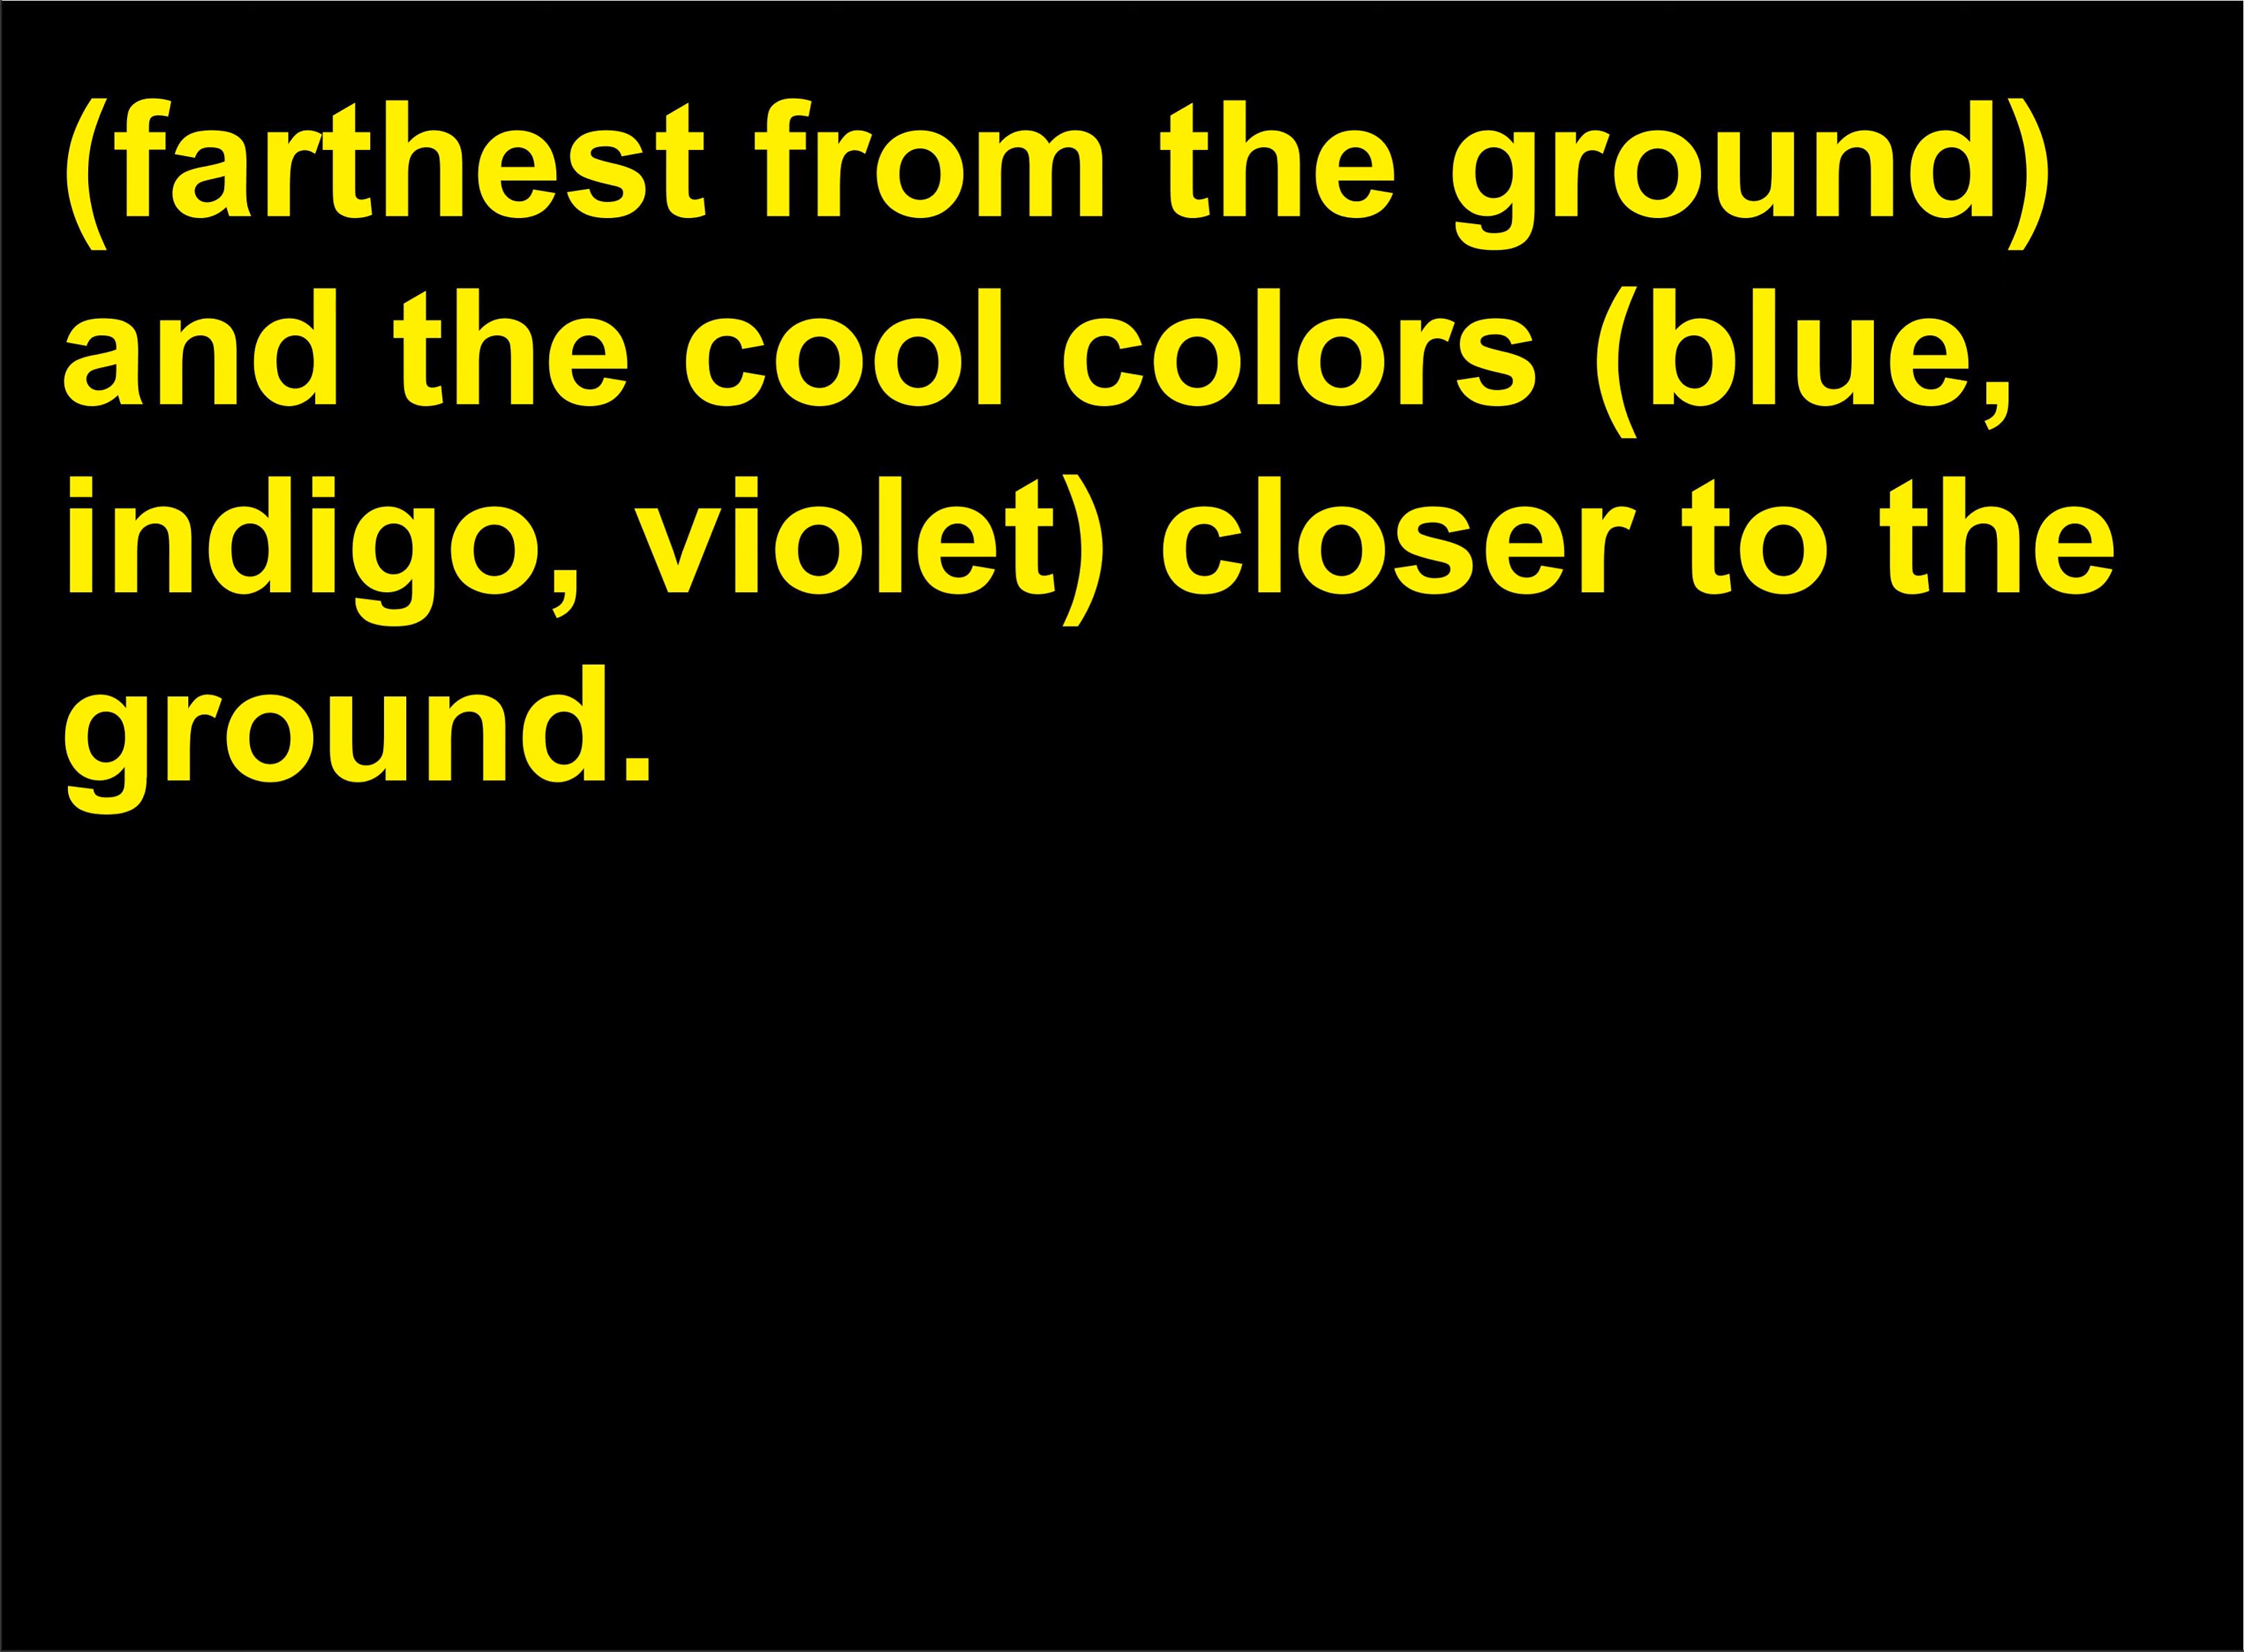 (farthest from the ground)
and the cool colors (blue,
indigo, violet) closer to the
ground.